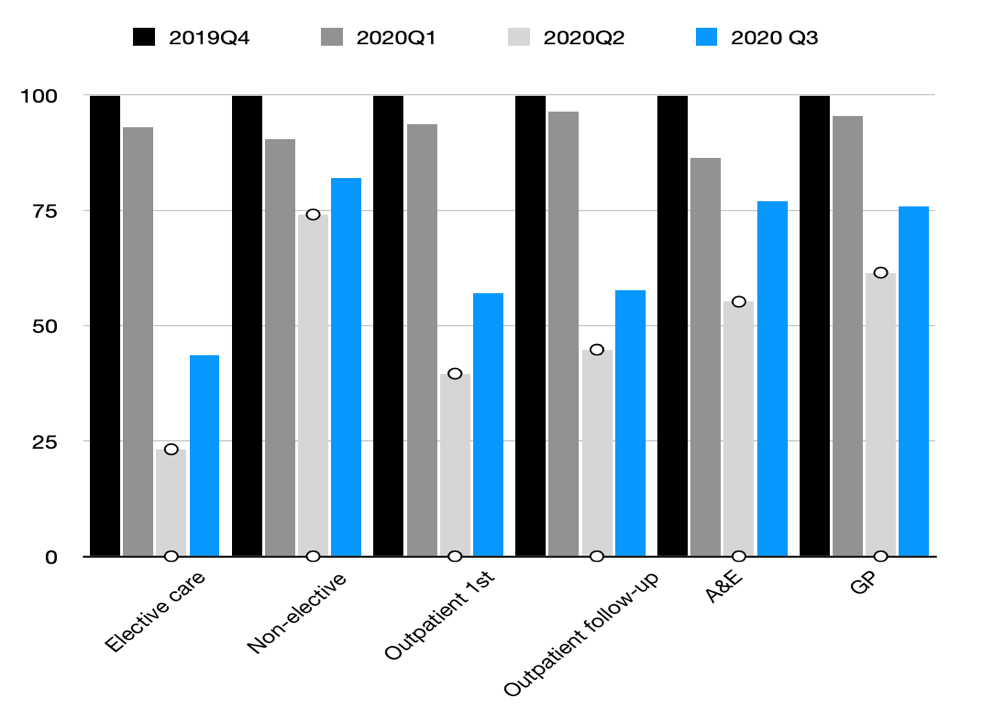 2019Q4 2020Q1 2020Q2 2020 Q3
100
75
50
25
0
Elective care
Non-elective
Outpatient 1st
Outpatient follow-up
A&E
GP